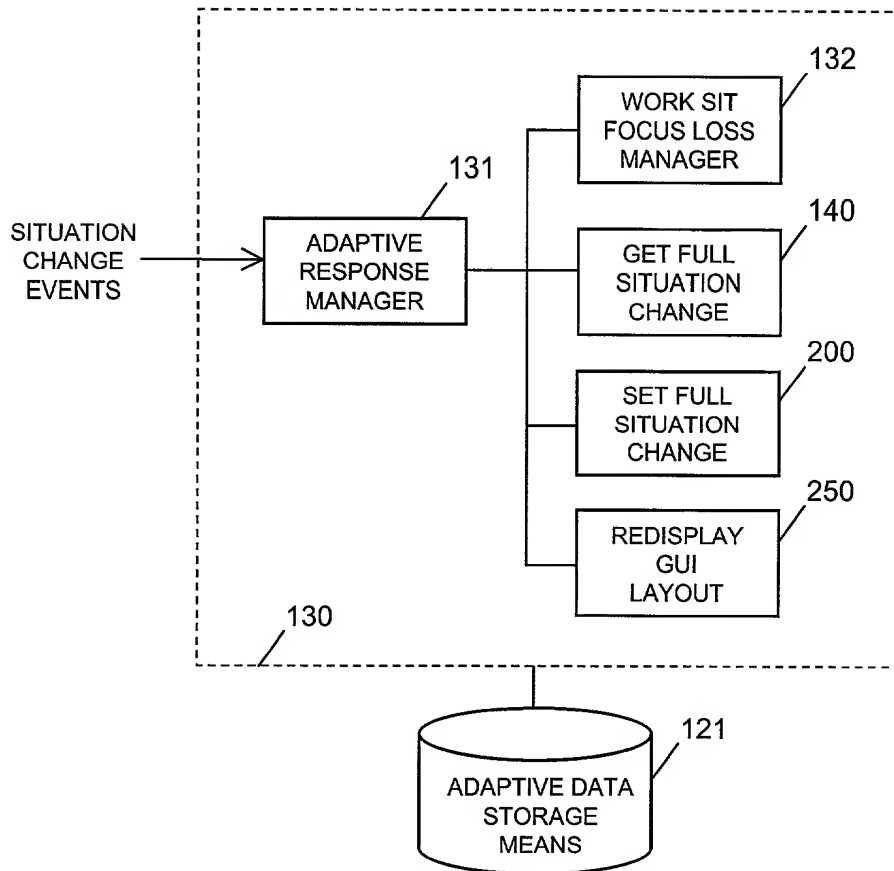 132
WORK SIT
FOCUS LOSS
MANAGER
131
SITUATION
CHANGE
EVENTS
ADAPTIVE
RESPONSE
MANAGER
140
GET FULL
SITUATION
CHANGE
200
SET FULL
SITUATION
CHANGE
250
REDISPLAY
GUI
LAYOUT
130
121
ADAPTIVE DATA
STORAGE
MEANS